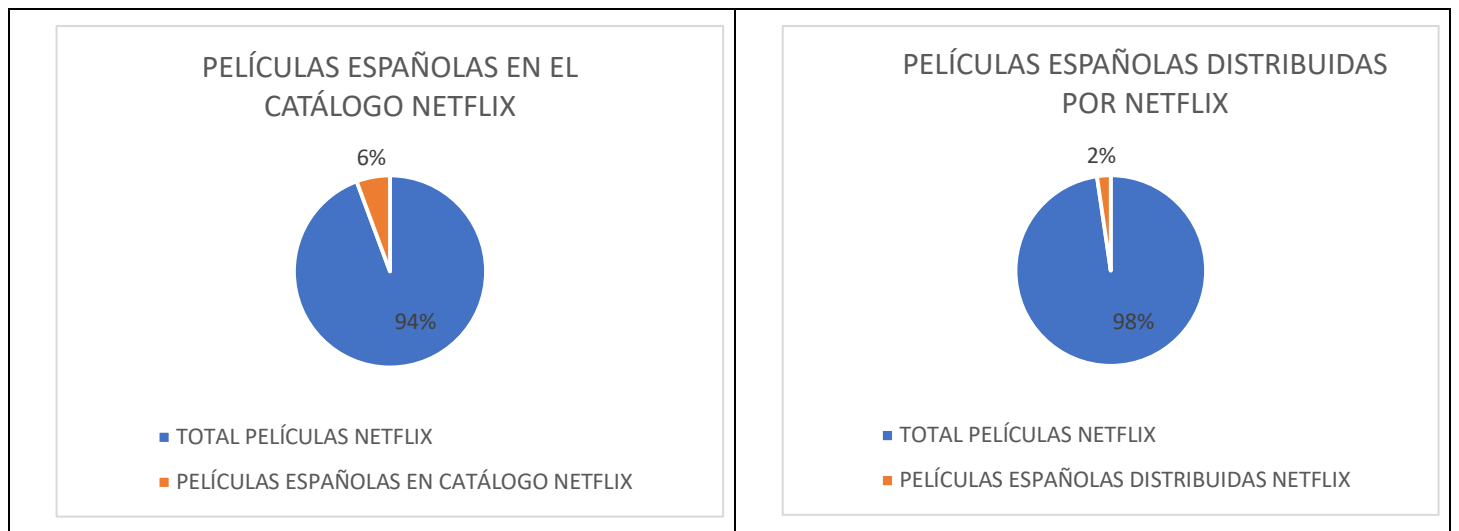 PELÍCULAS ESPAÑOLAS EN EL
CATÁLOGO NETFLIX
6%
94%
TOTAL PELÍCULAS NETFLIX
PELÍCULAS ESPAÑOLAS EN CATÁLOGO NETFLIX
PELÍCULAS ESPAÑOLAS DISTRIBUIDAS
POR NETFLIX
2%
98%
TOTAL PELÍCULAS NETFLIX
PELÍCULAS ESPAÑOLAS DISTRIBUIDAS NETFLIX